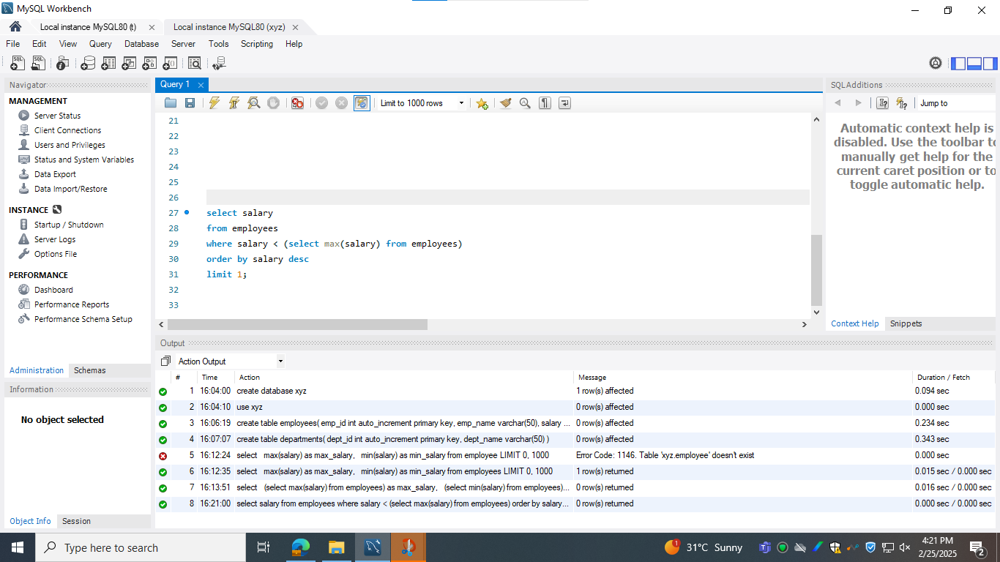 MySQL Workbench
Local instance MySQL80 (t) Local instance MySQL80 (xyz)
File Edit View Query Database Server Tools Scripting Help
Navigator
MANAGEMENT
Server Status
Client Connections
Users and Privileges
Status and System Variables
Data Export
Data Import/Restore
INSTANCE
Startup / Shutdown
Server Logs
Options File
PERFORMANCE
Dashboard
Performance Reports
Performance Schema Setup
Administration Schemas
Information
No object selected
Object Info Session
Query 1
Limit to 1000 rows
21
22
23
24
25
26
27 select salary
28 from employees
29 where salary < (select max(salary) from employees)
30 order by salary desc
31 limit 1;
32
33
SQLAdditions
Jump to
Automatic context help is
disabled. Use the toolbar to
manually get help for the
current caret position or to
toggle automatic help.
Context Help Snippets
Output
Action Output
# Time Action Message Duration / Fetch
1 16:04:00 create database xyz 1 row(s) affected 0.094 sec
2 16:04:10 use xyz 0 row(s) affected 0.000 sec
3 16:06:19 create table employees( emp_id int auto_increment primary key, emp_name varchar(50), salary ... 0 row(s) affected 0.234 sec
4 16:07:07 create table departments( dept_id int auto_increment primary key, dept_name varchar(50) ) 0 row(s) affected 0.343 sec
5 16:12:24 select max(salary) as max_salary, min(salary) as min_salary from employee LIMIT 0, 1000 Error Code: 1146. Table 'xyz.employee' doesn't exist 0.000 sec
6 16:12:35 select max(salary) as max_salary, min(salary) as min_salary from employees LIMIT 0, 1000 1 row(s) returned 0.015 sec / 0.000 sec
7 16:13:51 select (select max(salary) from employees) as max_salary, (select min(salary) from employees)... 0 row(s) returned 0.016 sec / 0.000 sec
8 16:21:00 select salary from employees where salary < (select max(salary) from employees) order by salary... 0 row(s) returned 0.000 sec / 0.000 sec
Type here to search
1
31°C Sunny
4:21 PM
2/25/2025
2